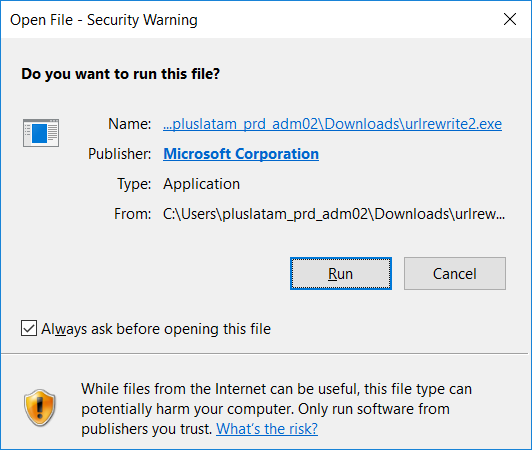 Open File - Security Warning
Do you want to run this file?
Name: ...pluslatam_prd_adm02\Downloads\urlrewrite2.exe
Publisher: Microsoft Corporation
Type: Application
From: C:\Users\pluslatam_prd_adm02\Downloads\urlrew...
Run Cancel
Always ask before opening this file
While files from the Internet can be useful, this file type can
potentially harm your computer. Only run software from
publishers you trust. What's the risk?